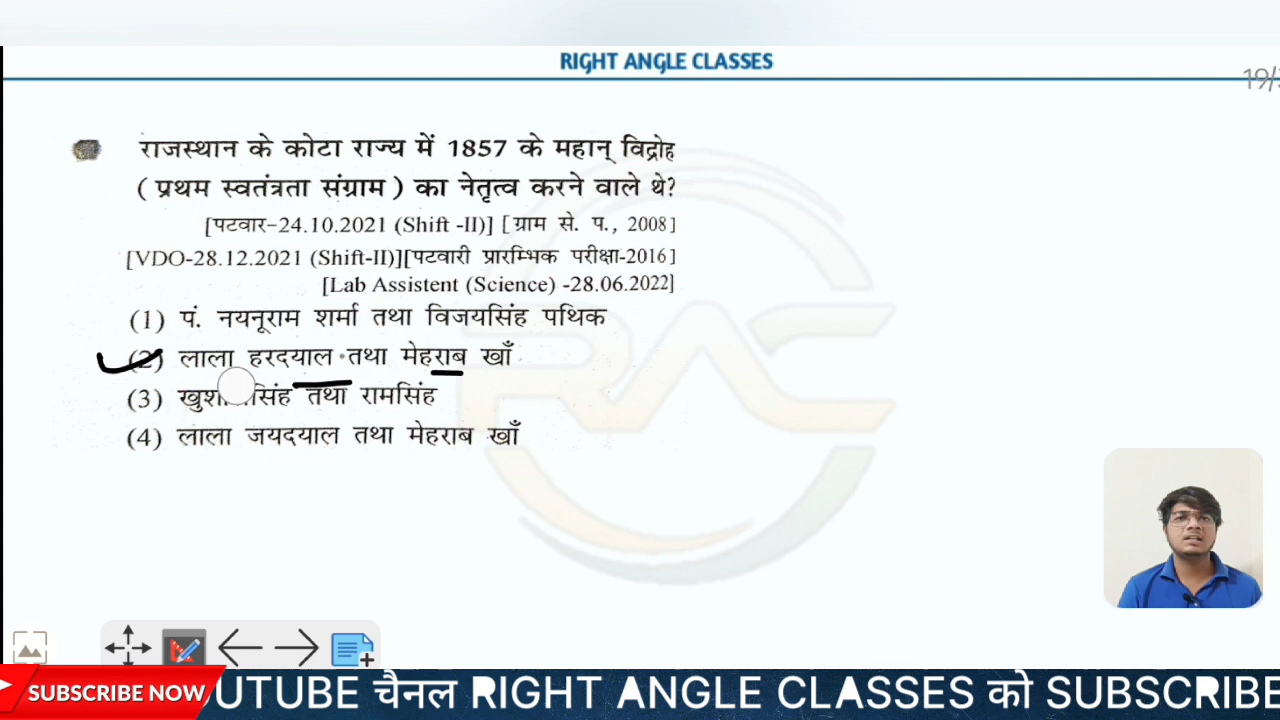 RIGHT ANGLE CLASSES
19/
राजस्थान के कोटा राज्य में 1857 के महान् विद्रोह
( प्रथम स्वतंत्रता संग्राम ) का नेतृत्व करने वाले थे?
[पटवार–24.10.2021 (Shift -II)] [ग्राम से. प., 2008]
[VDO-28.12.2021 (Shift-II)][पटवारी प्रारम्भिक परीक्षा-2016]
[Lab Assistent (Science) -28.06.2022]
(1) पं. नयनूराम शर्मा तथा विजयसिंह पथिक
(2) लाला हरदयाल तथा मेहराब खाँ
(3) तथा रामसिंह
(4) लाला जयदयाल तथा मेहराब खाँ
SUBSCRIBE NOW
UTUBE चैनल RIGHT ANGLE CLASSES को SUBSCRIBE